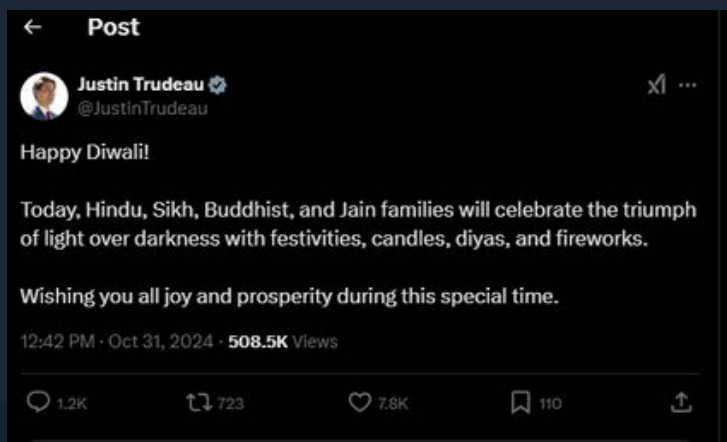 Post
Justin Trudeau
@JustinTrudeau
Happy Diwali!
Today, Hindu, Sikh, Buddhist, and Jain families will celebrate the triumph
of light over darkness with festivities, candles, diyas, and fireworks.
Wishing you all joy and prosperity during this special time.
12:42 PM · Oct 31, 2024 · 508.5K Views
1.2K 723 7.8K 110